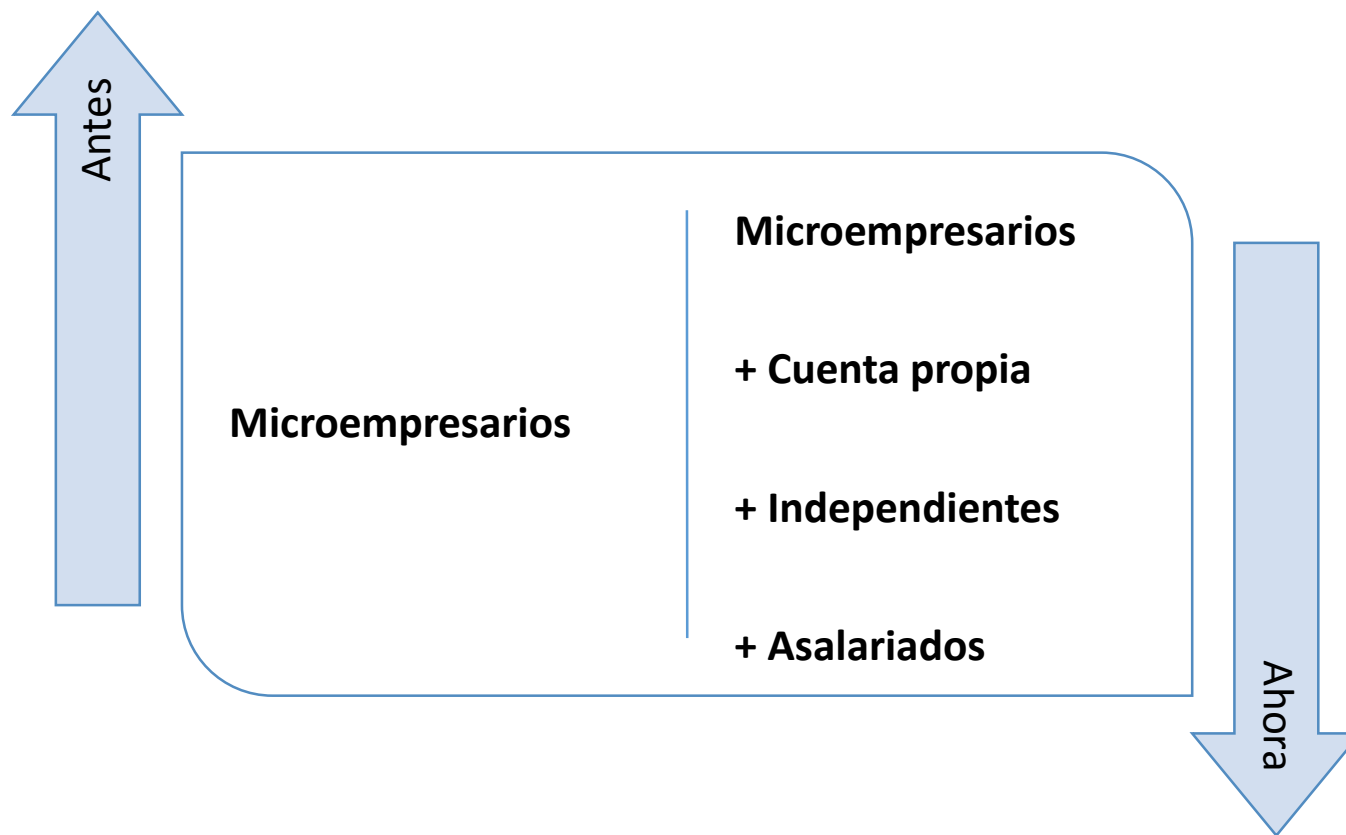 Antes
Microempresarios
Microempresarios
+ Cuenta propia
+ Independientes
+ Asalariados
Ahora